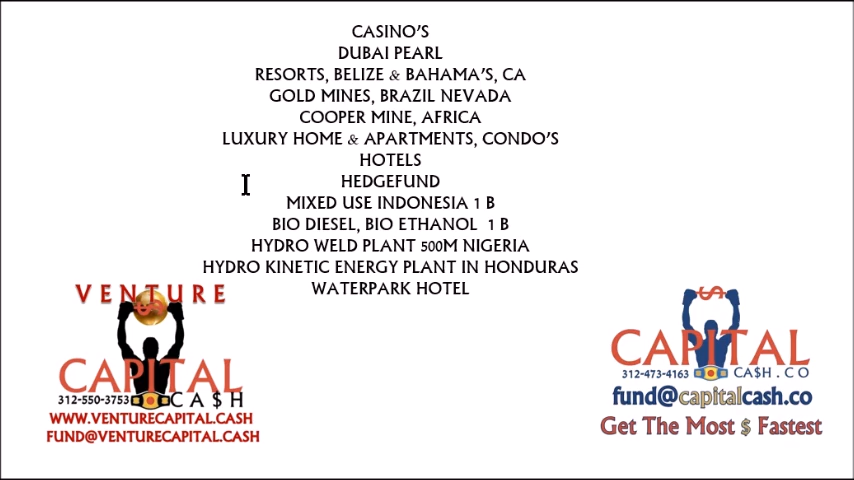 CASINO'S
DUBAI PEARL
RESORTS, BELIZE & BAHAMA'S, CA
GOLD MINES, BRAZIL NEVADA
COOPER MINE, AFRICA
LUXURY HOME & APARTMENTS, CONDO'S
HOTELS
HEDGEFUND
MIXED USE INDONESIA 1 B
BIO DIESEL, BIO ETHANOL 1 B
HYDRO WELD PLANT 500M NIGERIA
HYDRO KINETIC ENERGY PLANT IN HONDURAS
WATERPARK HOTEL
VENTURE
$
CAPITAL
312-550-3753 CA$H
WWW.VENTURECAPITAL.CASH
FUND@VENTURECAPITAL.CASH
$
CAPITAL
312-473-4163 CA$H.CO
fund@capitalcash.co
Get The Most $ Fastest